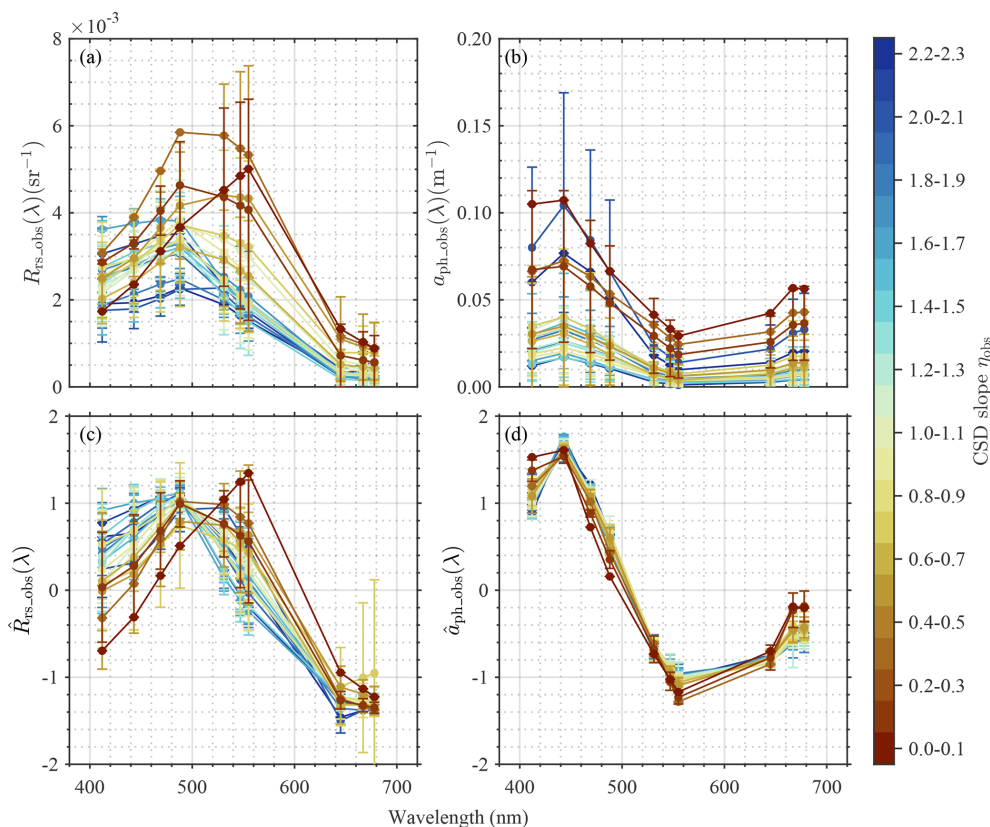 ×10⁻³
(a)
8
6
4
2
0
R_rs_obs(λ)(sr⁻¹)
(b)
0.20
0.15
0.10
0.05
0.00
a_ph_obs(λ)(m⁻¹)
(c)
2
1
0
-1
-2
R̂_rs_obs(λ)
400 500 600 700
(d)
2
1
0
-1
-2
â_ph_obs(λ)
400 500 600 700
Wavelength (nm)
2.2-2.3
2.0-2.1
1.8-1.9
1.6-1.7
1.4-1.5
1.2-1.3
1.0-1.1
0.8-0.9
0.6-0.7
0.4-0.5
0.2-0.3
0.0-0.1
CSD slope η_obs